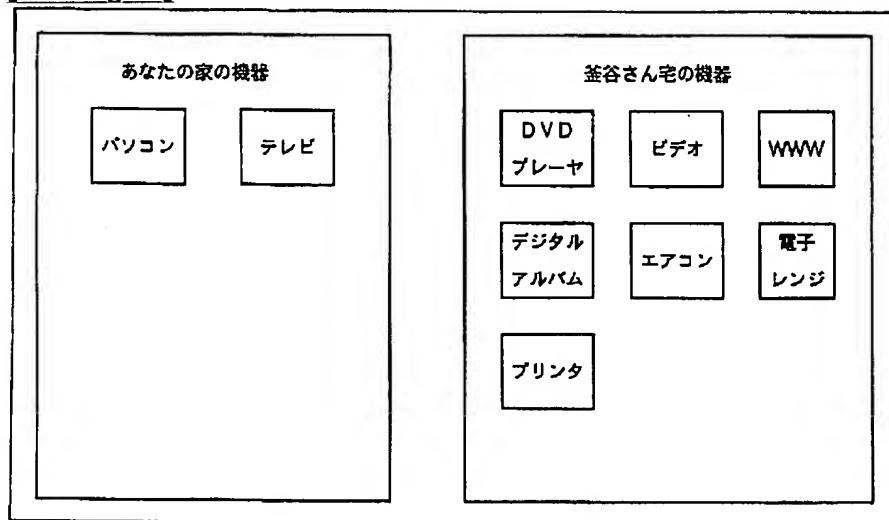 あなたの家の機器
パソコン
テレビ
釜谷さん宅の機器
DVD
プレーヤ
ビデオ
WWW
デジタル
アルバム
エアコン
電子
レンジ
プリンタ